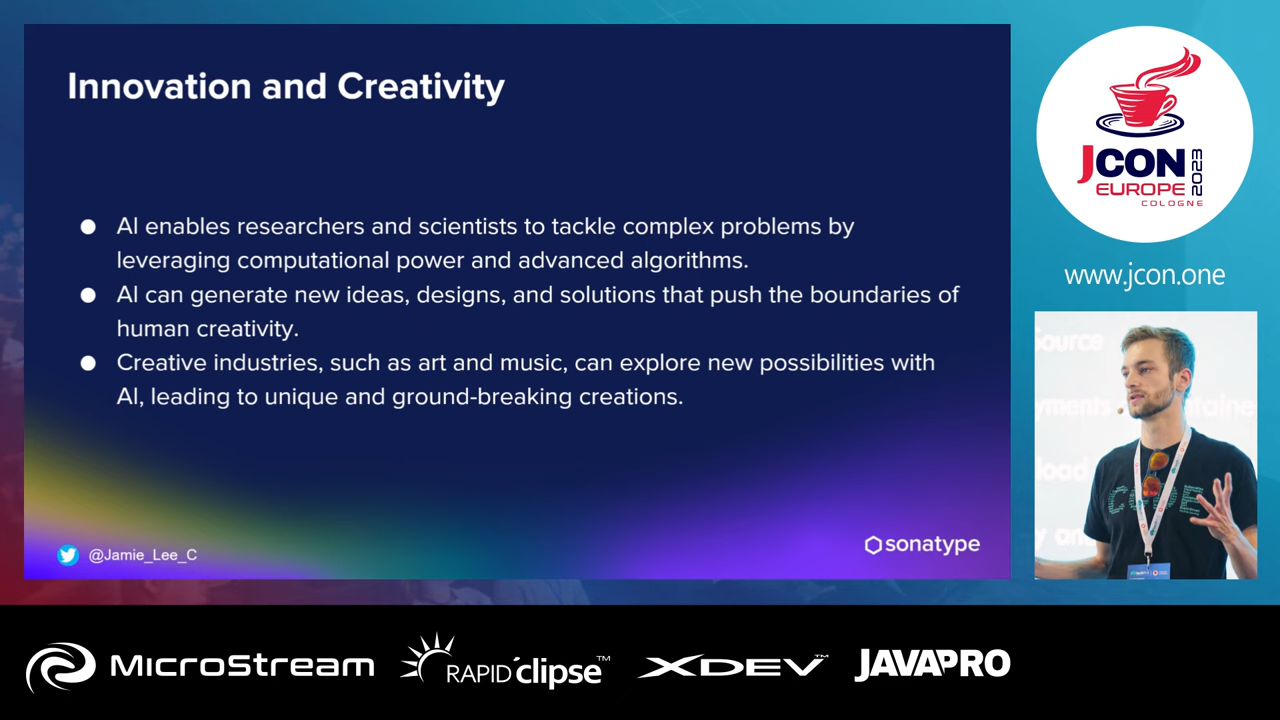 Innovation and Creativity
● AI enables researchers and scientists to tackle complex problems by
leveraging computational power and advanced algorithms.
● AI can generate new ideas, designs, and solutions that push the boundaries of
human creativity.
● Creative industries, such as art and music, can explore new possibilities with
AI, leading to unique and ground-breaking creations.
@Jamie_Lee_C
sonatype
JCON
2023
EUROPE
COLOGNE
www.jcon.one
Source
load
MicroStream
RAPIDclipse™
XDEV™
JAVAPRO